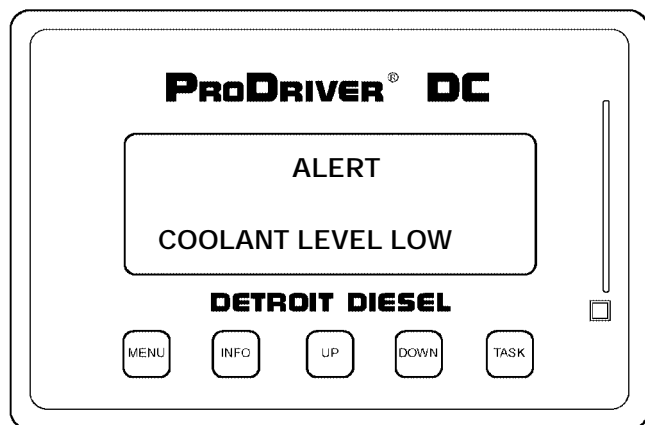 PRODRIVER® DC
ALERT
COOLANT LEVEL LOW
DETROIT DIESEL
MENU INFO UP DOWN TASK